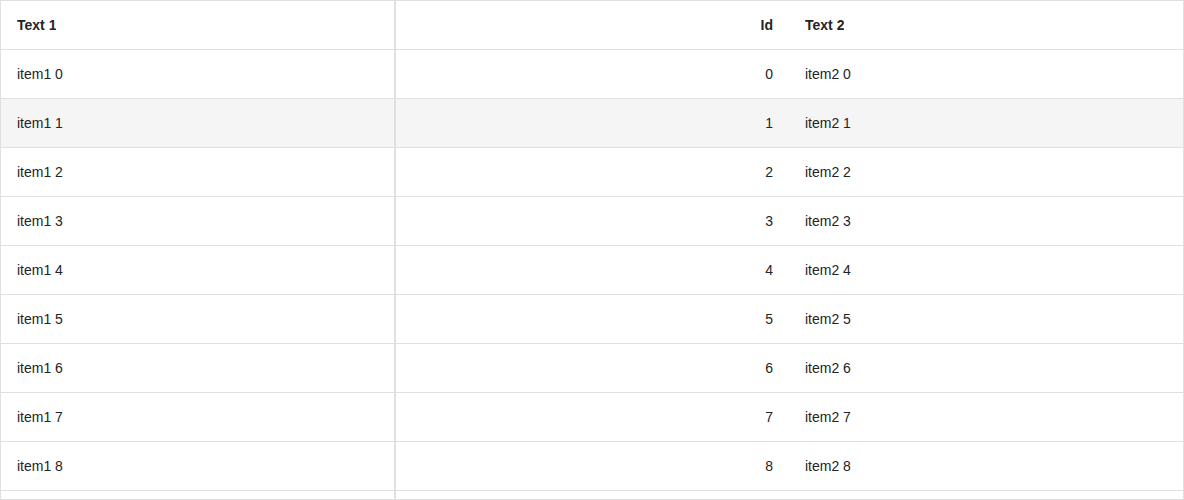 Text 1 Id Text 2
item1 0 0 item2 0
item1 1 1 item2 1
item1 2 2 item2 2
item1 3 3 item2 3
item1 4 4 item2 4
item1 5 5 item2 5
item1 6 6 item2 6
item1 7 7 item2 7
item1 8 8 item2 8